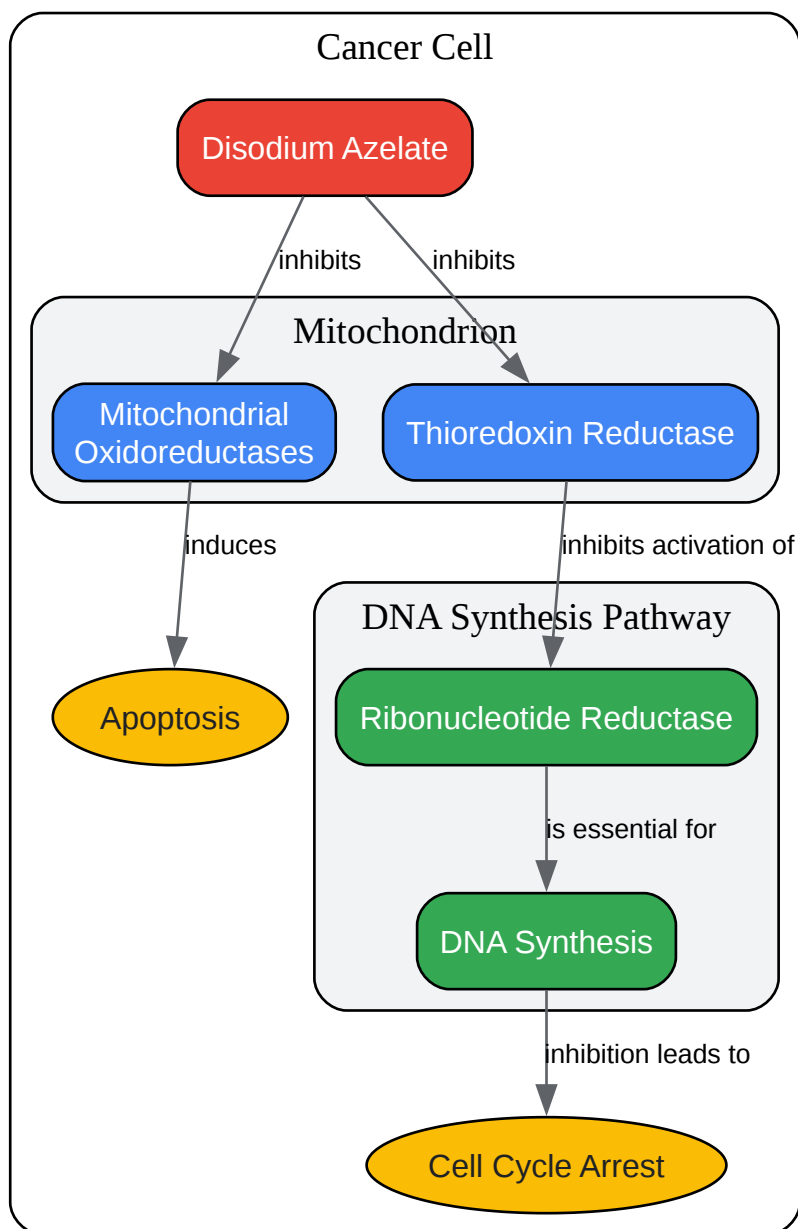 Cancer Cell
Disodium Azelate
inhibits
inhibits
Mitochondrion
Mitochondrial
Oxidoreductases
Thioredoxin Reductase
induces
inhibits activation of
DNA Synthesis Pathway
Apoptosis
Ribonucleotide Reductase
is essential for
DNA Synthesis
inhibition leads to
Cell Cycle Arrest